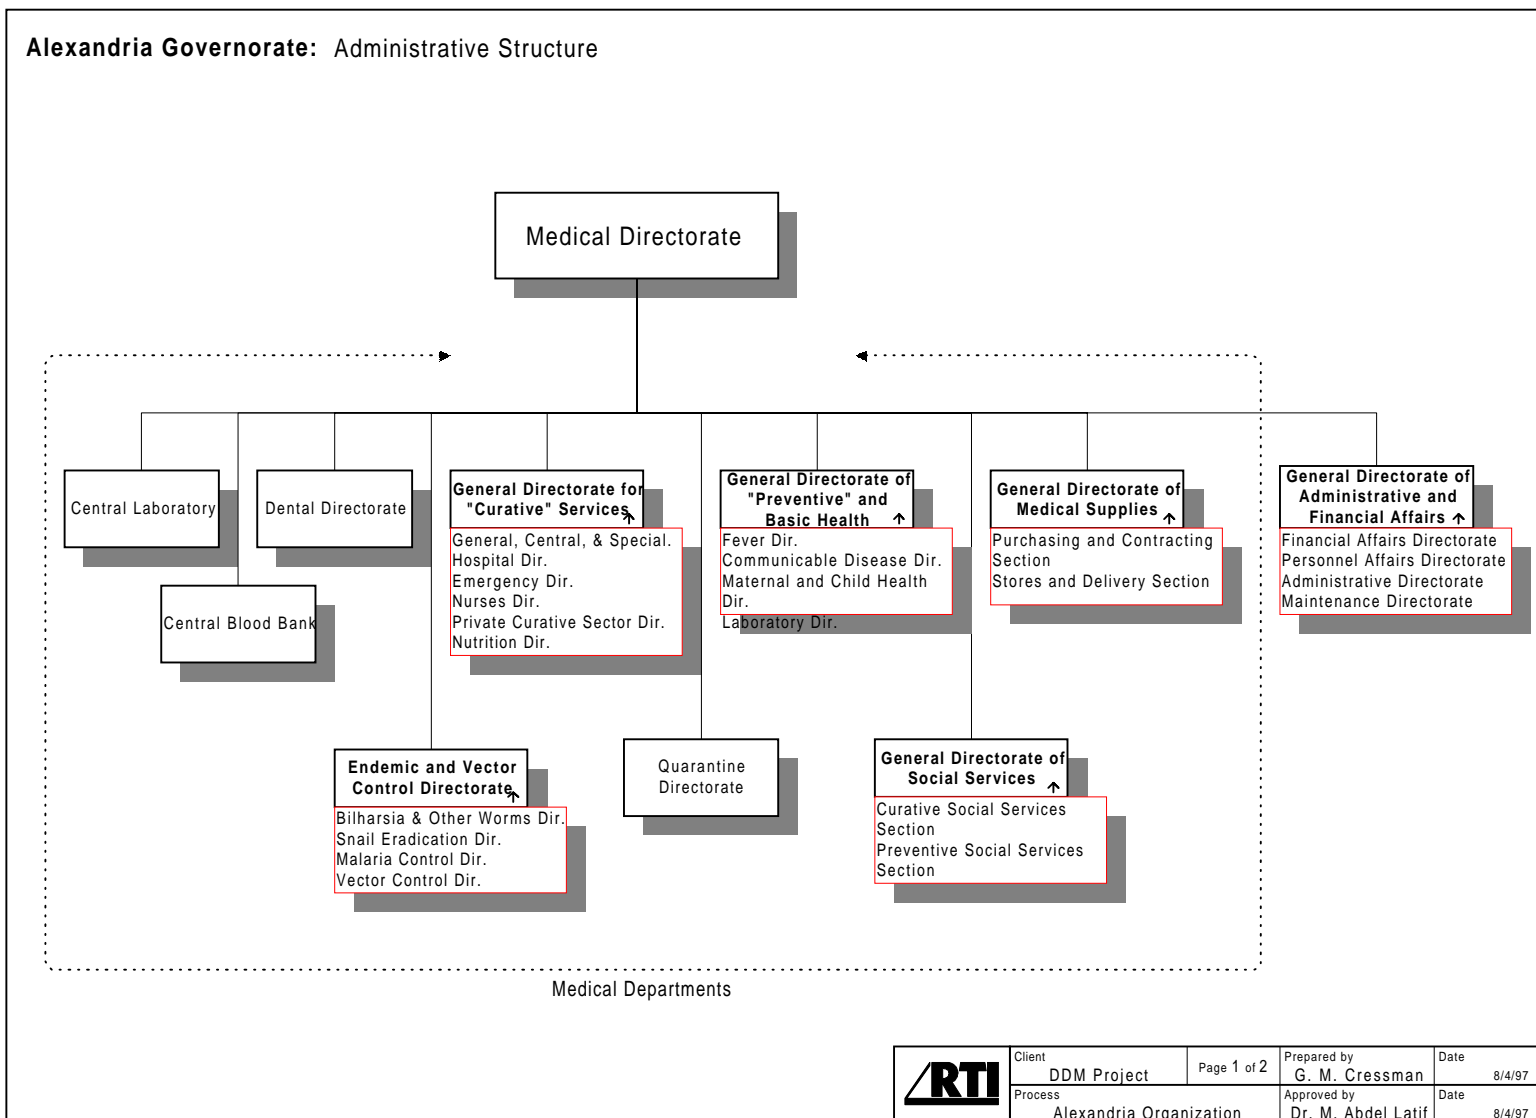 Alexandria Governorate: Administrative Structure
Medical Directorate
Central Laboratory
Dental Directorate
General Directorate for
"Curative" Services
General, Central, & Special.
Hospital Dir.
Emergency Dir.
Nurses Dir.
Private Curative Sector Dir.
Nutrition Dir.
General Directorate of
"Preventive" and
Basic Health
Fever Dir.
Communicable Disease Dir.
Maternal and Child Health
Dir.
Laboratory Dir.
General Directorate of
Medical Supplies
Purchasing and Contracting
Section
Stores and Delivery Section
General Directorate of
Administrative and
Financial Affairs
Financial Affairs Directorate
Personnel Affairs Directorate
Administrative Directorate
Maintenance Directorate
Central Blood Bank
Endemic and Vector
Control Directorate
Bilharsia & Other Worms Dir.
Snail Eradication Dir.
Malaria Control Dir.
Vector Control Dir.
Quarantine
Directorate
General Directorate of
Social Services
Curative Social Services
Section
Preventive Social Services
Section
Medical Departments
RTI
Client
DDM Project
Page 1 of 2
Prepared by
G. M. Cressman
Date
8/4/97
Process
Alexandria Organization
Approved by
Dr. M. Abdel Latif
Date
8/4/97